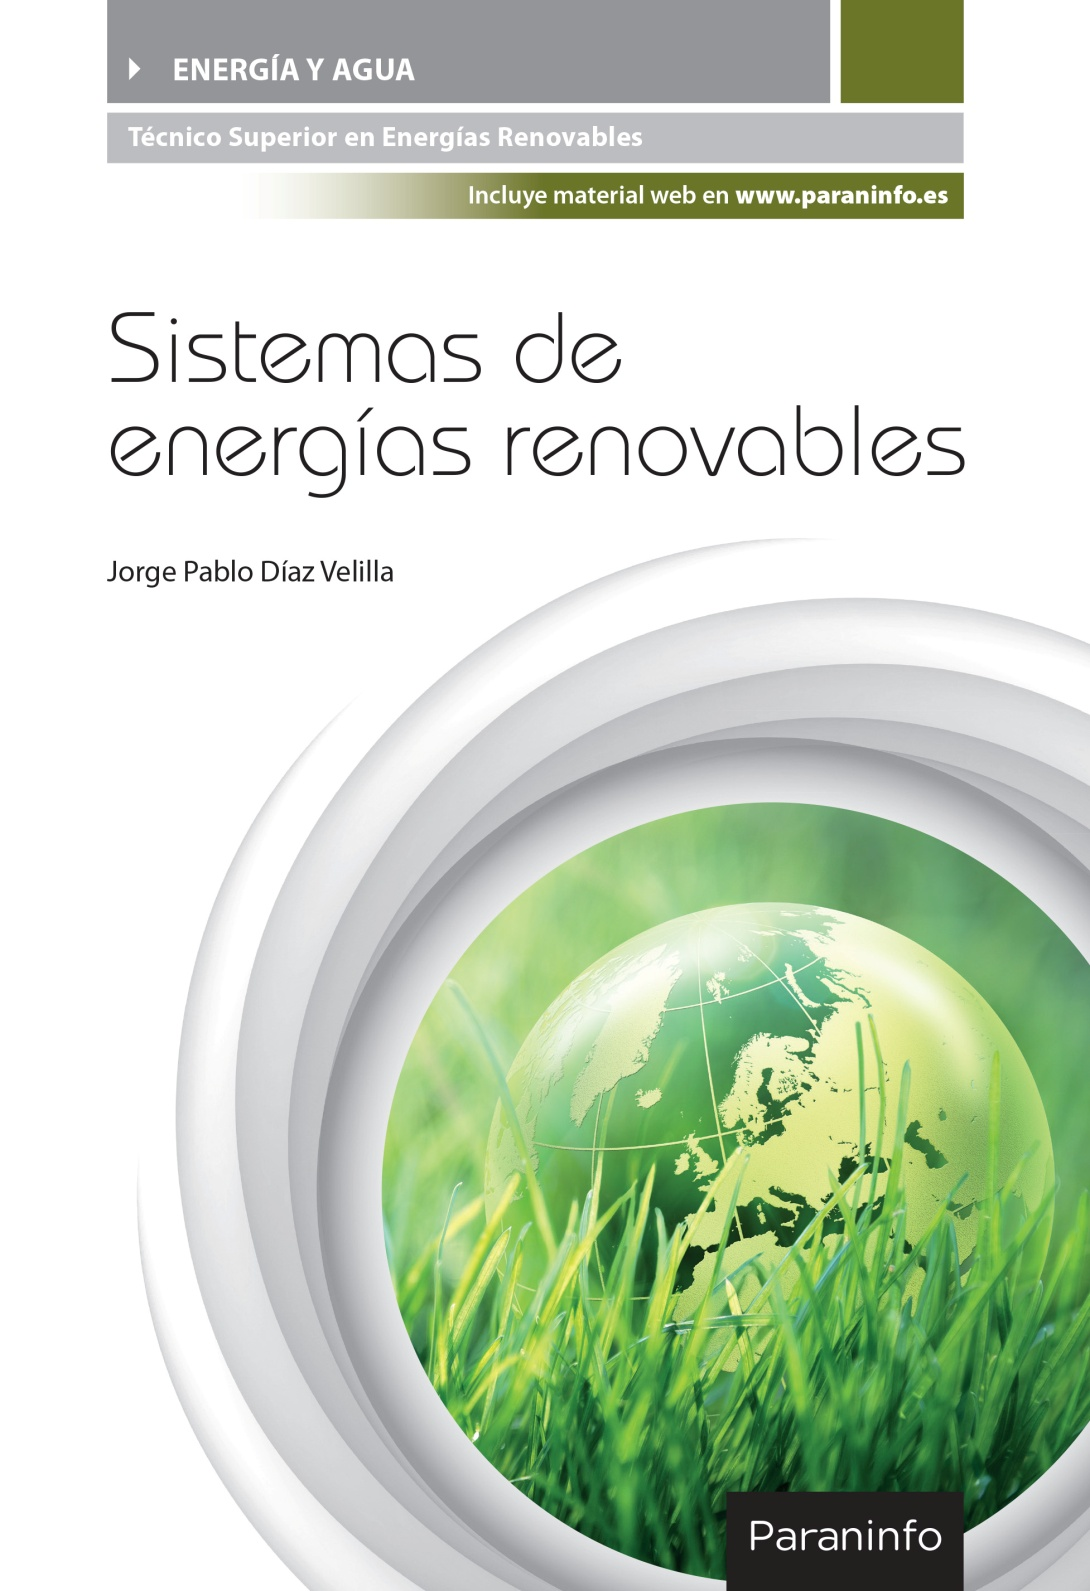 ENERGÍA Y AGUA
Técnico Superior en Energías Renovables
Incluye material web en www.paraninfo.es
Sistemas de
energías renovables
Jorge Pablo Díaz Velilla
Paraninfo